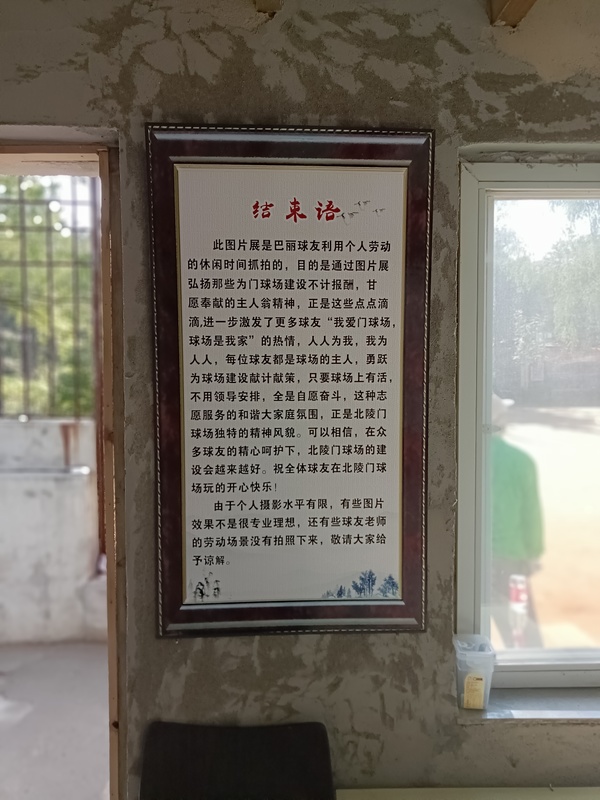 结束语
此图片展是巴丽球友利用个人劳动
的休闲时间抓拍的，目的是通过图片展
弘扬那些为门球场建设不计报酬，甘
愿奉献的主人翁精神，正是这些点点滴
滴,进一步激发了更多球友“我爱门球场，
球场是我家”的热情，人人为我，我为
人人，每位球友都是球场的主人，勇跃
为球场建设献计献策，只要球场上有活，
不用领导安排，全是自愿奋斗，这种志
愿服务的和谐大家庭氛围，正是北陵门
球场独特的精神风貌。可以相信，在众
多球友的精心呵护下，北陵门球场的建
设会越来越好。祝全体球友在北陵门球
场玩的开心快乐！
由于个人摄影水平有限，有些图片
效果不是很专业理想，还有些球友老师
的劳动场景没有拍照下来，敬请大家给
予谅解。